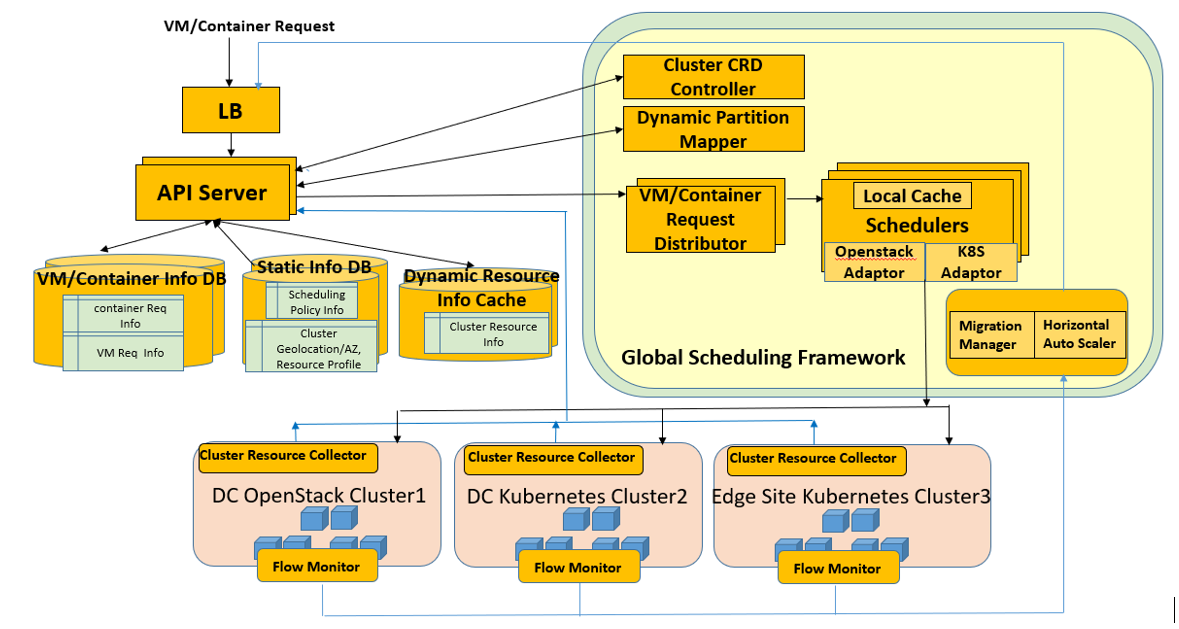 VM/Container Request
LB
API Server
VM/Container Info DB
container Req
Info
VM Req Info
Static Info DB
Scheduling
Policy Info
Cluster
Geolocation/AZ,
Resource Profile
Dynamic Resource
Info Cache
Cluster Resource
Info
Cluster CRD
Controller
Dynamic Partition
Mapper
VM/Container
Request
Distributor
Local Cache
Schedulers
Openstack
Adaptor
K8S
Adaptor
Migration
Manager
Horizontal
Auto Scaler
Global Scheduling Framework
Cluster Resource Collector
DC OpenStack Cluster1
Flow Monitor
Cluster Resource Collector
DC Kubernetes Cluster2
Flow Monitor
Cluster Resource Collector
Edge Site Kubernetes Cluster3
Flow Monitor